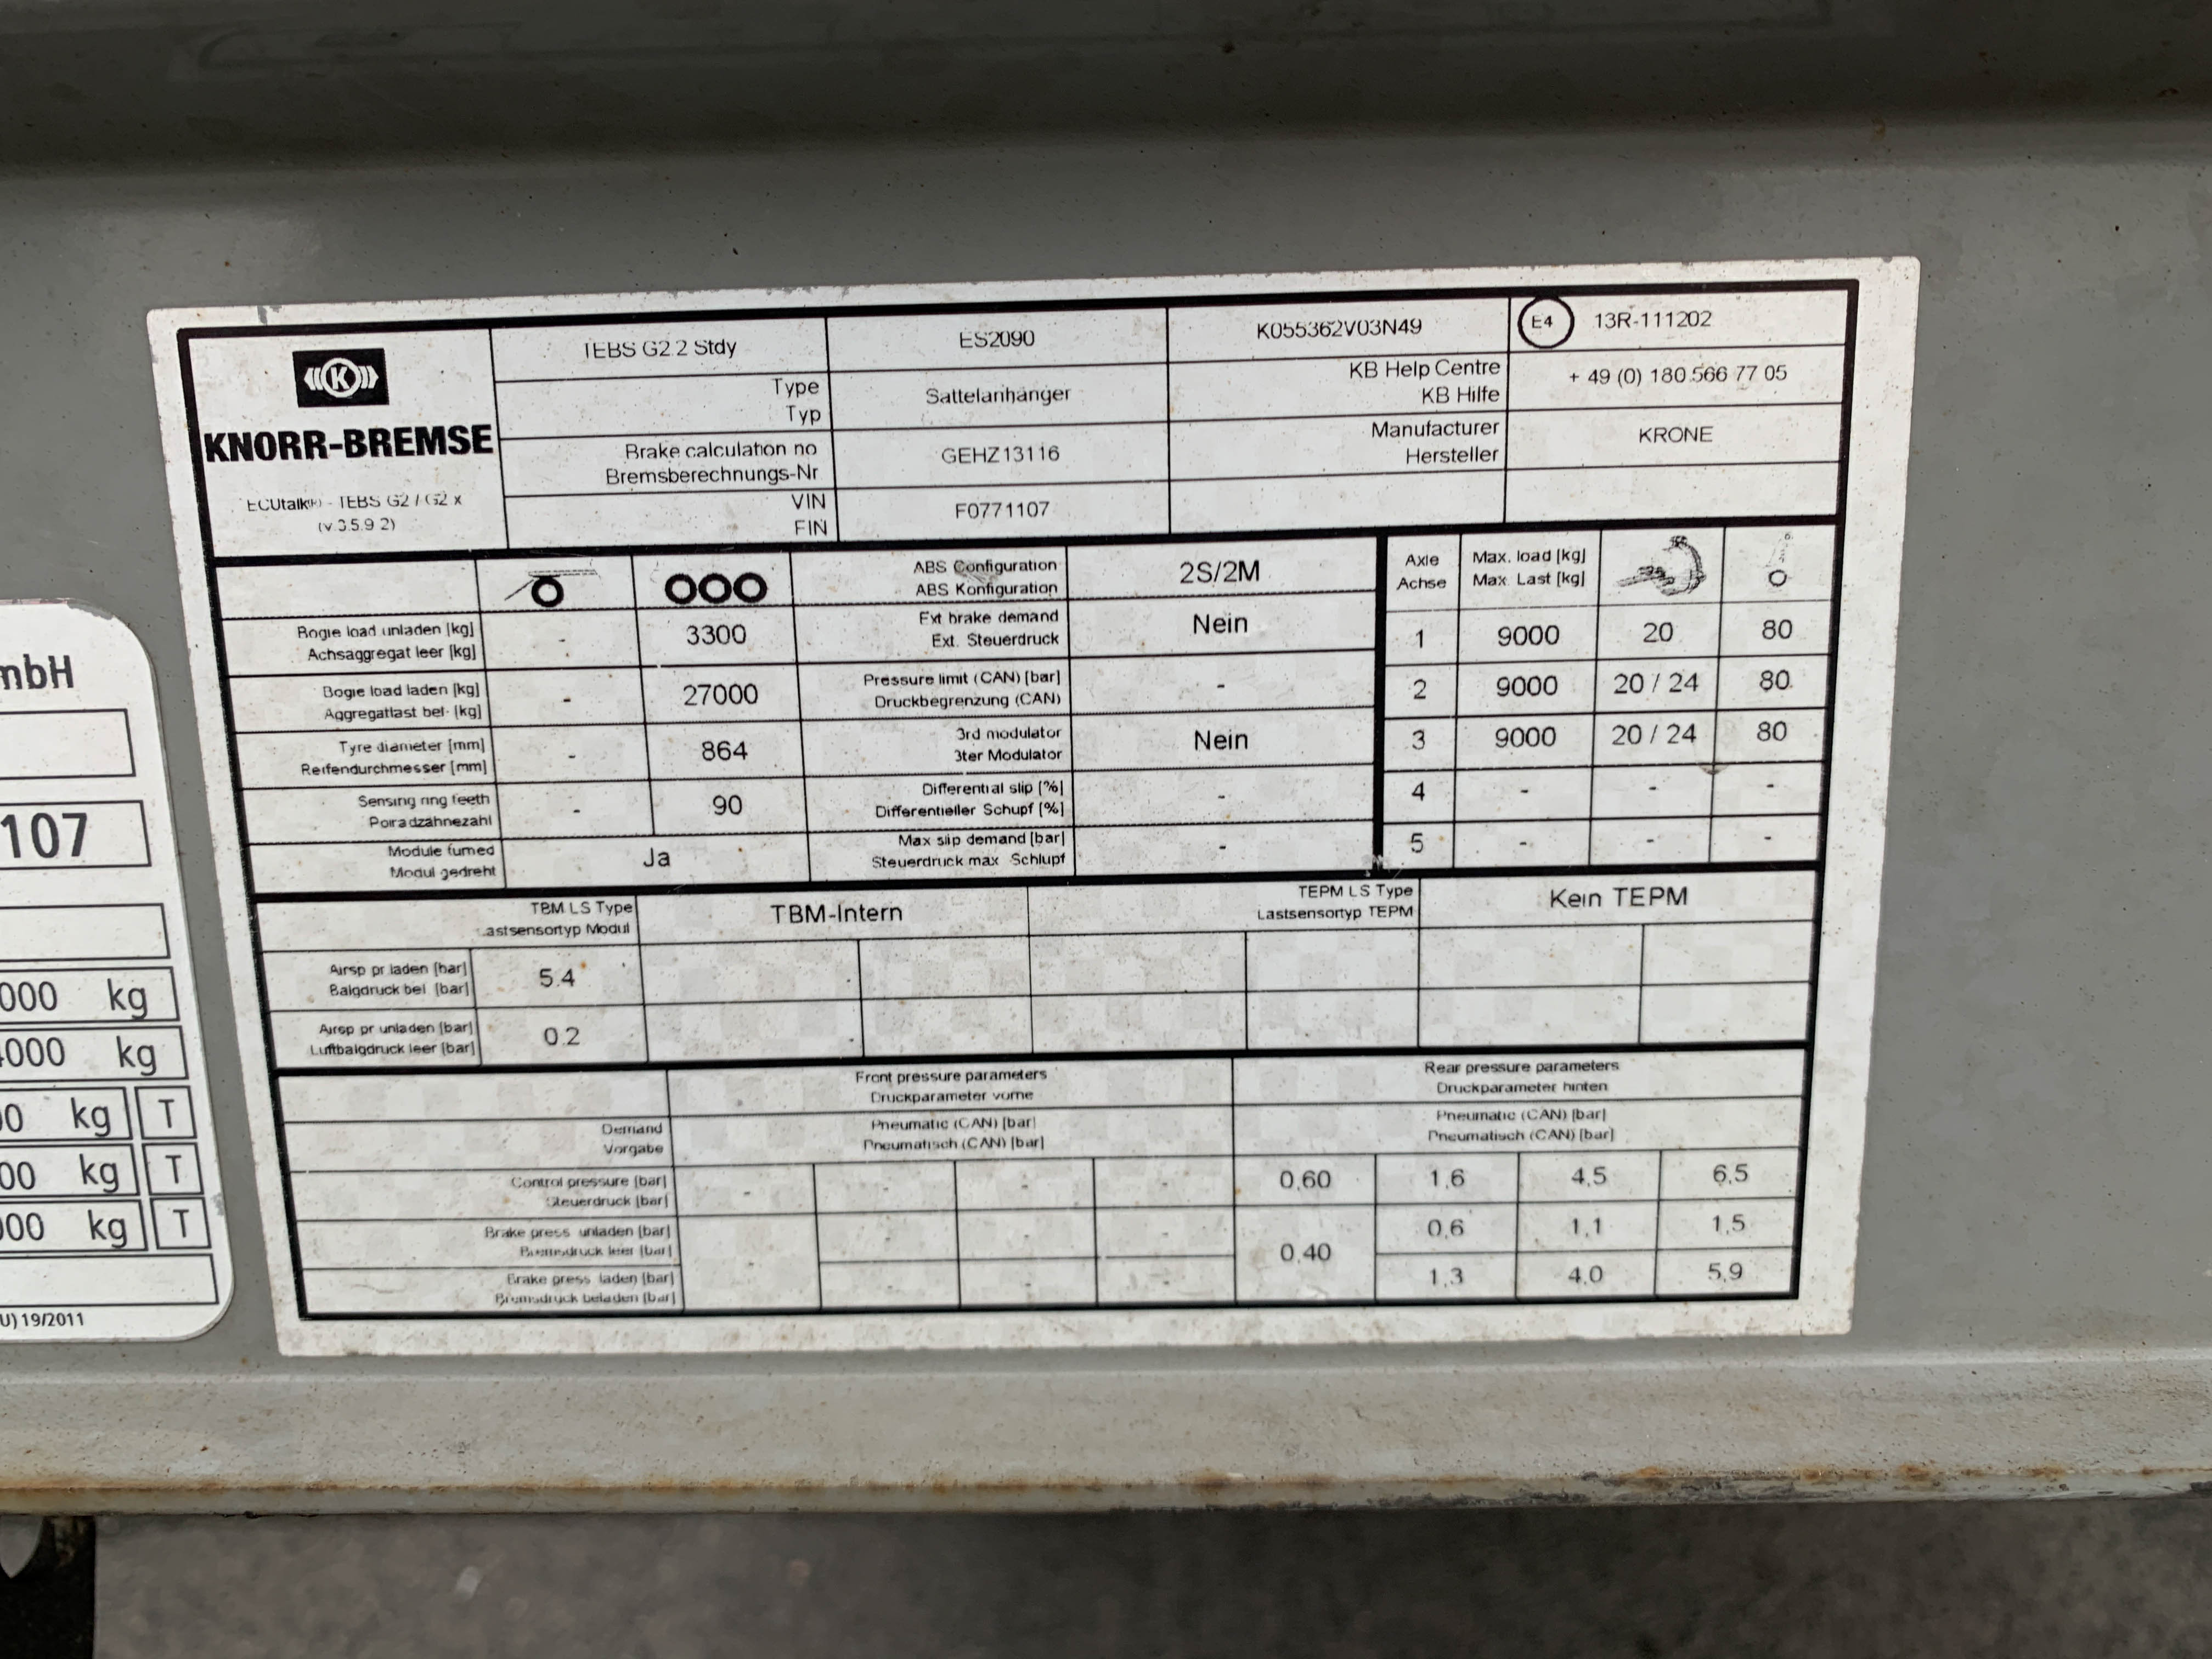 TEBS G2.2 Stdy
ES2090
K055362V03N49
E4
13R-111202
KNORR-BREMSE
ECUtalk® - TEBS G2 / G2.x
(v.3.5.9.2)
Type
Typ
Sattelanhänger
KB Help Centre
KB Hilfe
+ 49 (0) 180 566 77 05
Brake calculation no
Bremsberechnungs-Nr
GEHZ13116
Manufacturer
Hersteller
KRONE
VIN
FIN
F0771107
ABS Configuration
ABS Konfiguration
2S/2M
Axle
Achse
Max. load [kg]
Max. Last [kg]
Bogie load unladen [kg]
Achsaggregat leer [kg]
-
3300
Ext brake demand
Ext. Steuerdruck
Nein
1
9000
20
80
Bogie load laden [kg]
Aggregatlast bel. [kg]
-
27000
Pressure limit (CAN) [bar]
Druckbegrenzung (CAN)
-
2
9000
20 / 24
80
Tyre diameter [mm]
Reifendurchmesser [mm]
-
864
3rd modulator
3ter Modulator
Nein
3
9000
20 / 24
80
Sensing ring teeth
Polradzähnezahl
-
90
Differential slip [%]
Differentieller Schupf [%]
-
4
-
-
-
Module turned
Modul gedreht
Ja
Max slip demand [bar]
Steuerdruck max Schlupf
-
5
-
-
-
TBM LS Type
Lastsensortyp Modul
TBM-Intern
TEPM LS Type
Lastsensortyp TEPM
Kein TEPM
Airsp pr laden [bar]
Balgdruck bel [bar]
5.4
Airsp pr unladen [bar]
Luftbalgdruck leer [bar]
0.2
Front pressure parameters
Druckparameter vorne
Rear pressure parameters
Druckparameter hinten
Demand
Vorgabe
Pneumatic (CAN) [bar]
Pneumatisch (CAN) [bar]
Pneumatic (CAN) [bar]
Pneumatisch (CAN) [bar]
Control pressure [bar]
Steuerdruck [bar]
-
-
-
-
0,60
1,6
4,5
6,5
Brake press unladen [bar]
Bremsdruck leer [bar]
-
-
-
-
0,40
0,6
1,1
1,5
Brake press laden [bar]
Bremsdruck beladen [bar]
-
-
-
1,3
4,0
5,9
mbH
107
000 kg
000 kg
00 kg T
00 kg T
000 kg T
U) 19/2011